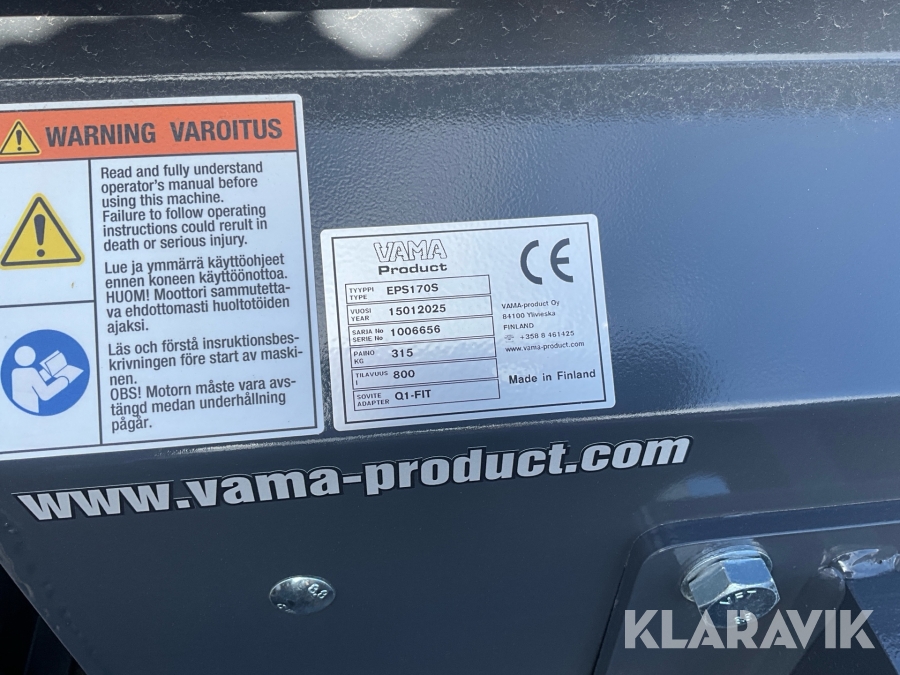 WARNING VAROITUS
Read and fully understand
operator's manual before
using this machine.
Failure to follow operating
instructions could rerult in
death or serious injury.
Lue ja ymmärrä käyttöohjeet
ennen koneen käyttöönottoa.
HUOM! Moottori sammutetta-
va ehdottomasti huoltotöiden
ajaksi.
Läs och förstå insruktionsbes-
krivningen före start av maski-
nen.
OBS! Motorn måste vara avs-
tängd medan underhållning
pågår.
VAMA
Product
CE
TYYPPI
TYPE
EPS170S
VUOSI
YEAR
15012025
SARJA No
SERIE No
1006656
PAINO
KG
315
TILAVUUS
l
800
SOVITE
ADAPTER
Q1-FIT
VAMA-product Oy
84100 Ylivieska
FINLAND
☏ +358 8 461425
www.vama-product.com
Made in Finland
www.vama-product.com
8.8
KLARAVIK